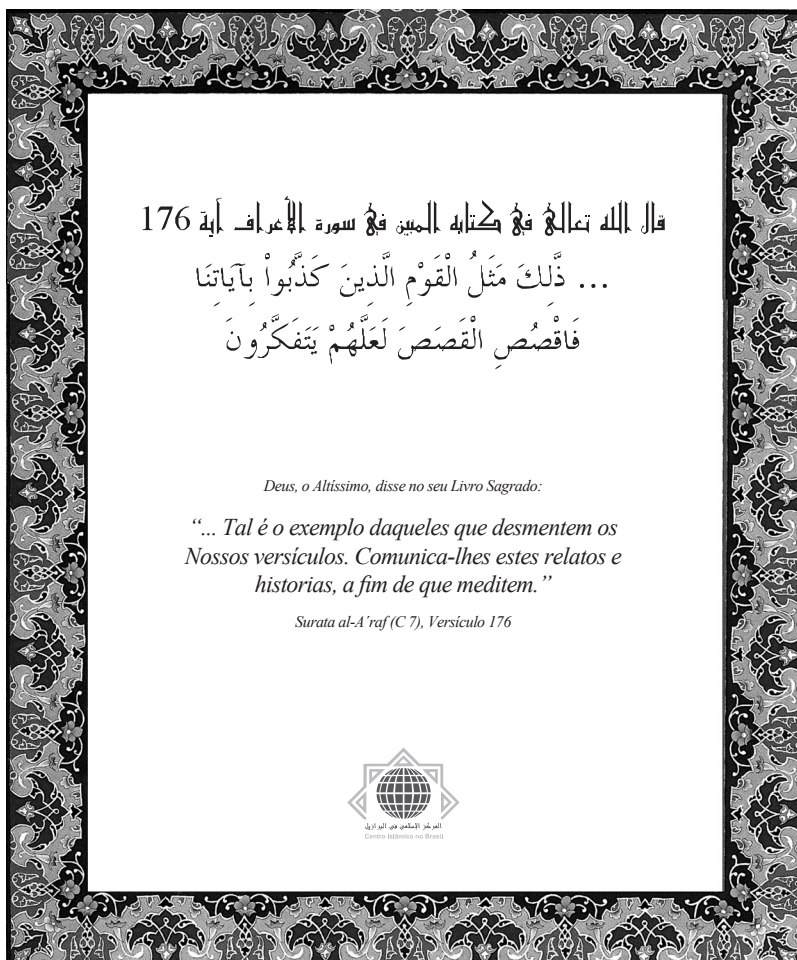 قال الله تعالى في كتابه المبين في سورة الأعراف آية 176
... ذَّلِكَ مَثَلُ الْقَوْمِ الَّذِينَ كَذَّبُواْ بِآيَاتِنَا
فَاقْصُصِ الْقَصَصَ لَعَلَّهُمْ يَتَفَكَّرُونَ
Deus, o Altíssimo, disse no seu Livro Sagrado:
“... Tal é o exemplo daqueles que desmentem os
Nossos versículos. Comunica-lhes estes relatos e
historias, a fim de que meditem.”
Surata al-A´raf (C 7), Versículo 176
المركز الإسلامي في البرازيل
Centro Islâmico no Brasil